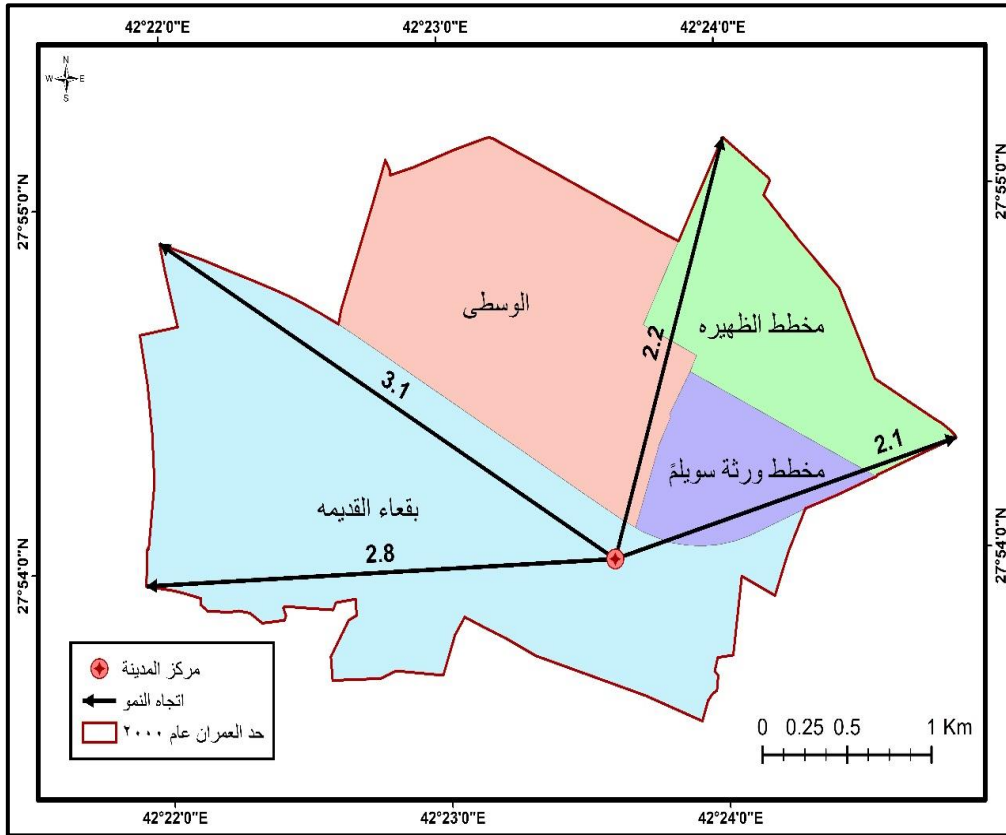 42°22'0"E
42°23'0"E
42°24'0"E
N
W
E
S
27°55'0"N
27°55'0"N
الوسطى
مخطط الظهيره
2.2
3.1
2.1
مخطط ورثة سويلمً
بقعاء القديمه
2.8
27°54'0"N
27°54'0"N
مركز المدينة
اتجاه النمو
حد العمران عام ٢٠٠٠
0 0.25 0.5 1 Km
42°22'0"E
42°23'0"E
42°24'0"E